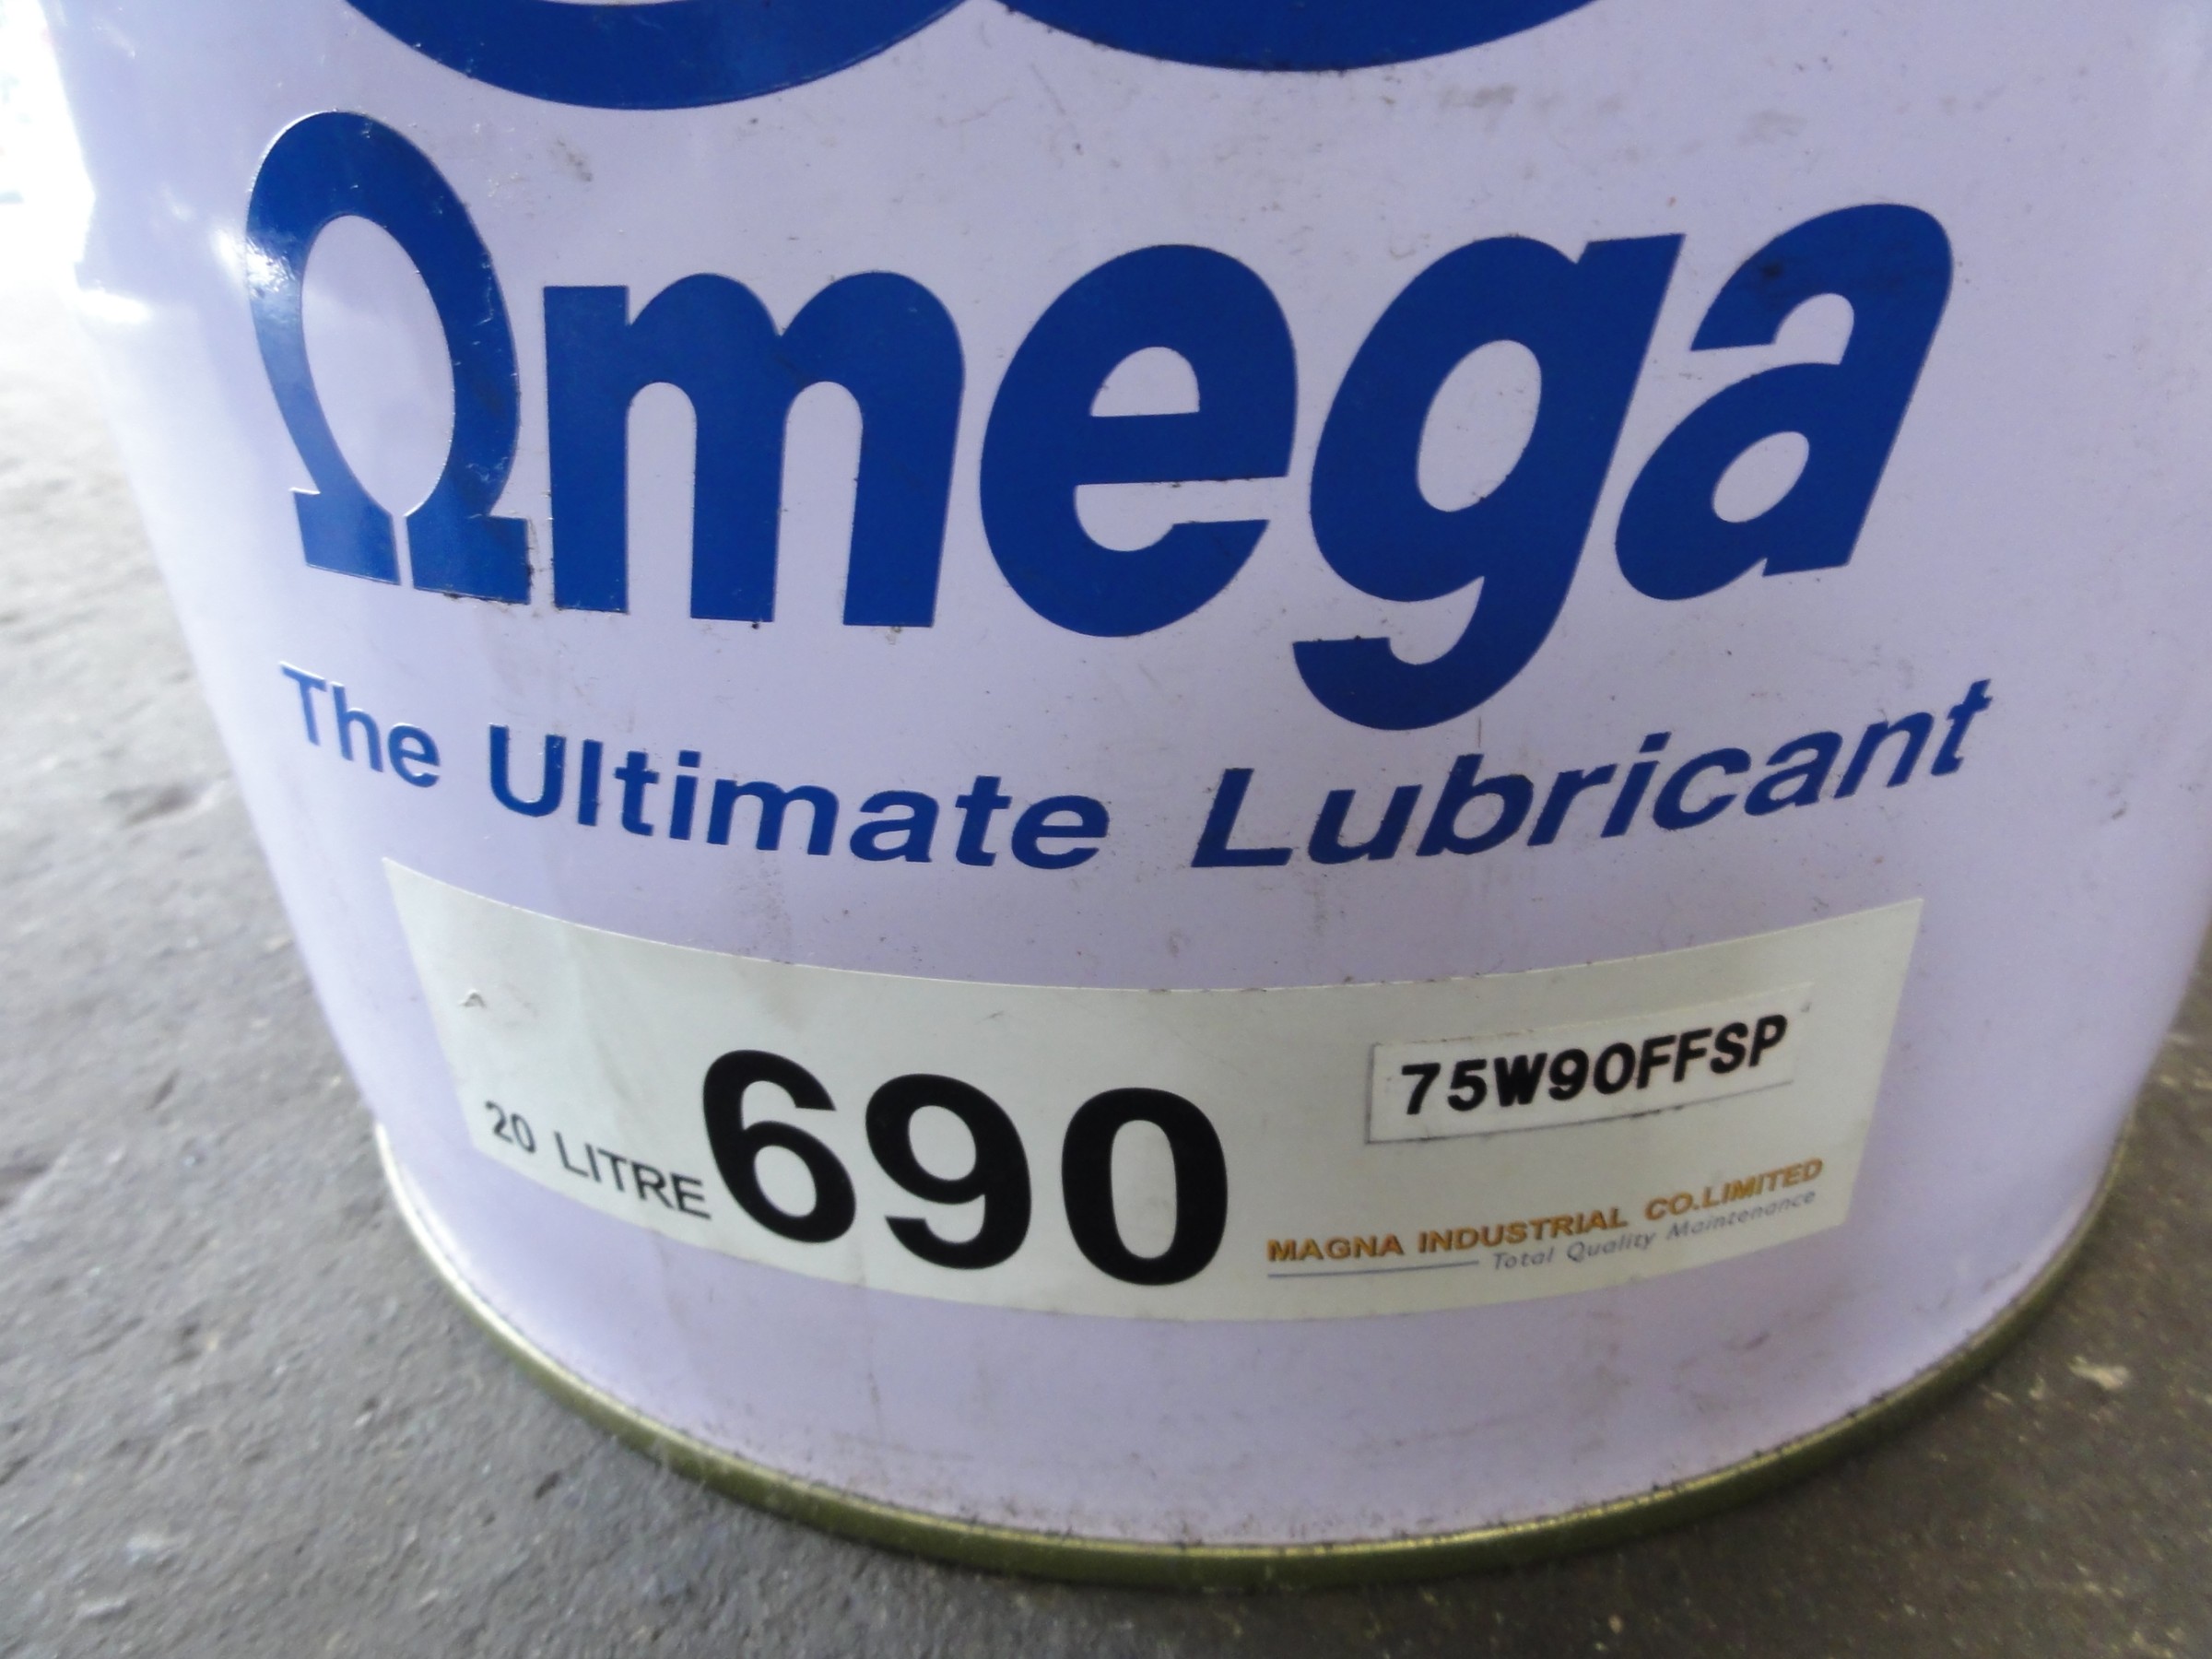 Ωmega
The Ultimate Lubricant
20 LITRE 690 75W90FFSP
MAGNA INDUSTRIAL CO.LIMITED
Total Quality Maintenance